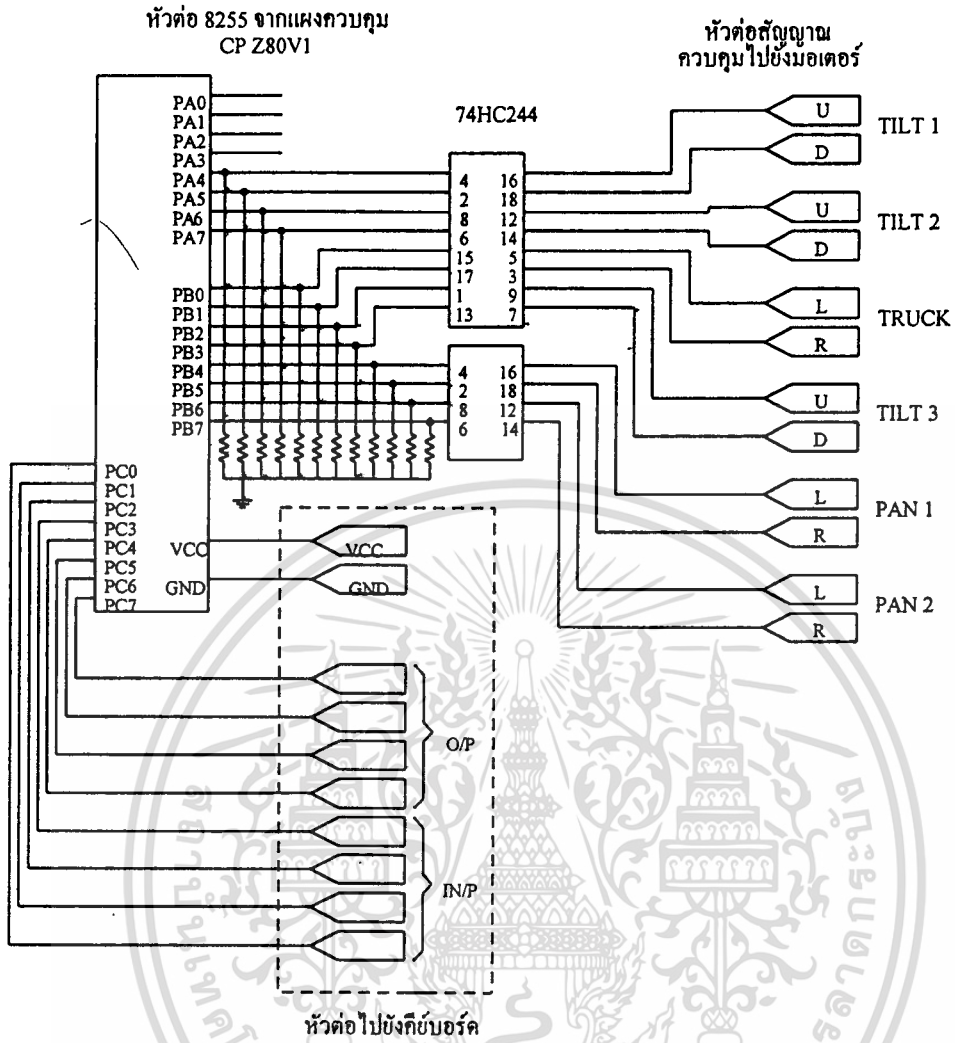 หัวต่อ 8255 จากแผงควบคุม
CP Z80V1
หัวต่อสัญญาณ
ควบคุมไปยังมอเตอร์
74HC244
PA0
PA1
PA2
PA3
PA4
PA5
PA6
PA7
PB0
PB1
PB2
PB3
PB4
PB5
PB6
PB7
PC0
PC1
PC2
PC3
PC4
PC5
PC6
PC7
VCC
GND
4 16
2 18
8 12
6 14
15 5
17 3
1 9
13 7
4 16
2 18
8 12
6 14
U
D
TILT 1
U
D
TILT 2
L
R
TRUCK
U
D
TILT 3
L
R
PAN 1
L
R
PAN 2
VCC
GND
O/P
IN/P
หัวต่อไปยังคีย์บอร์ด